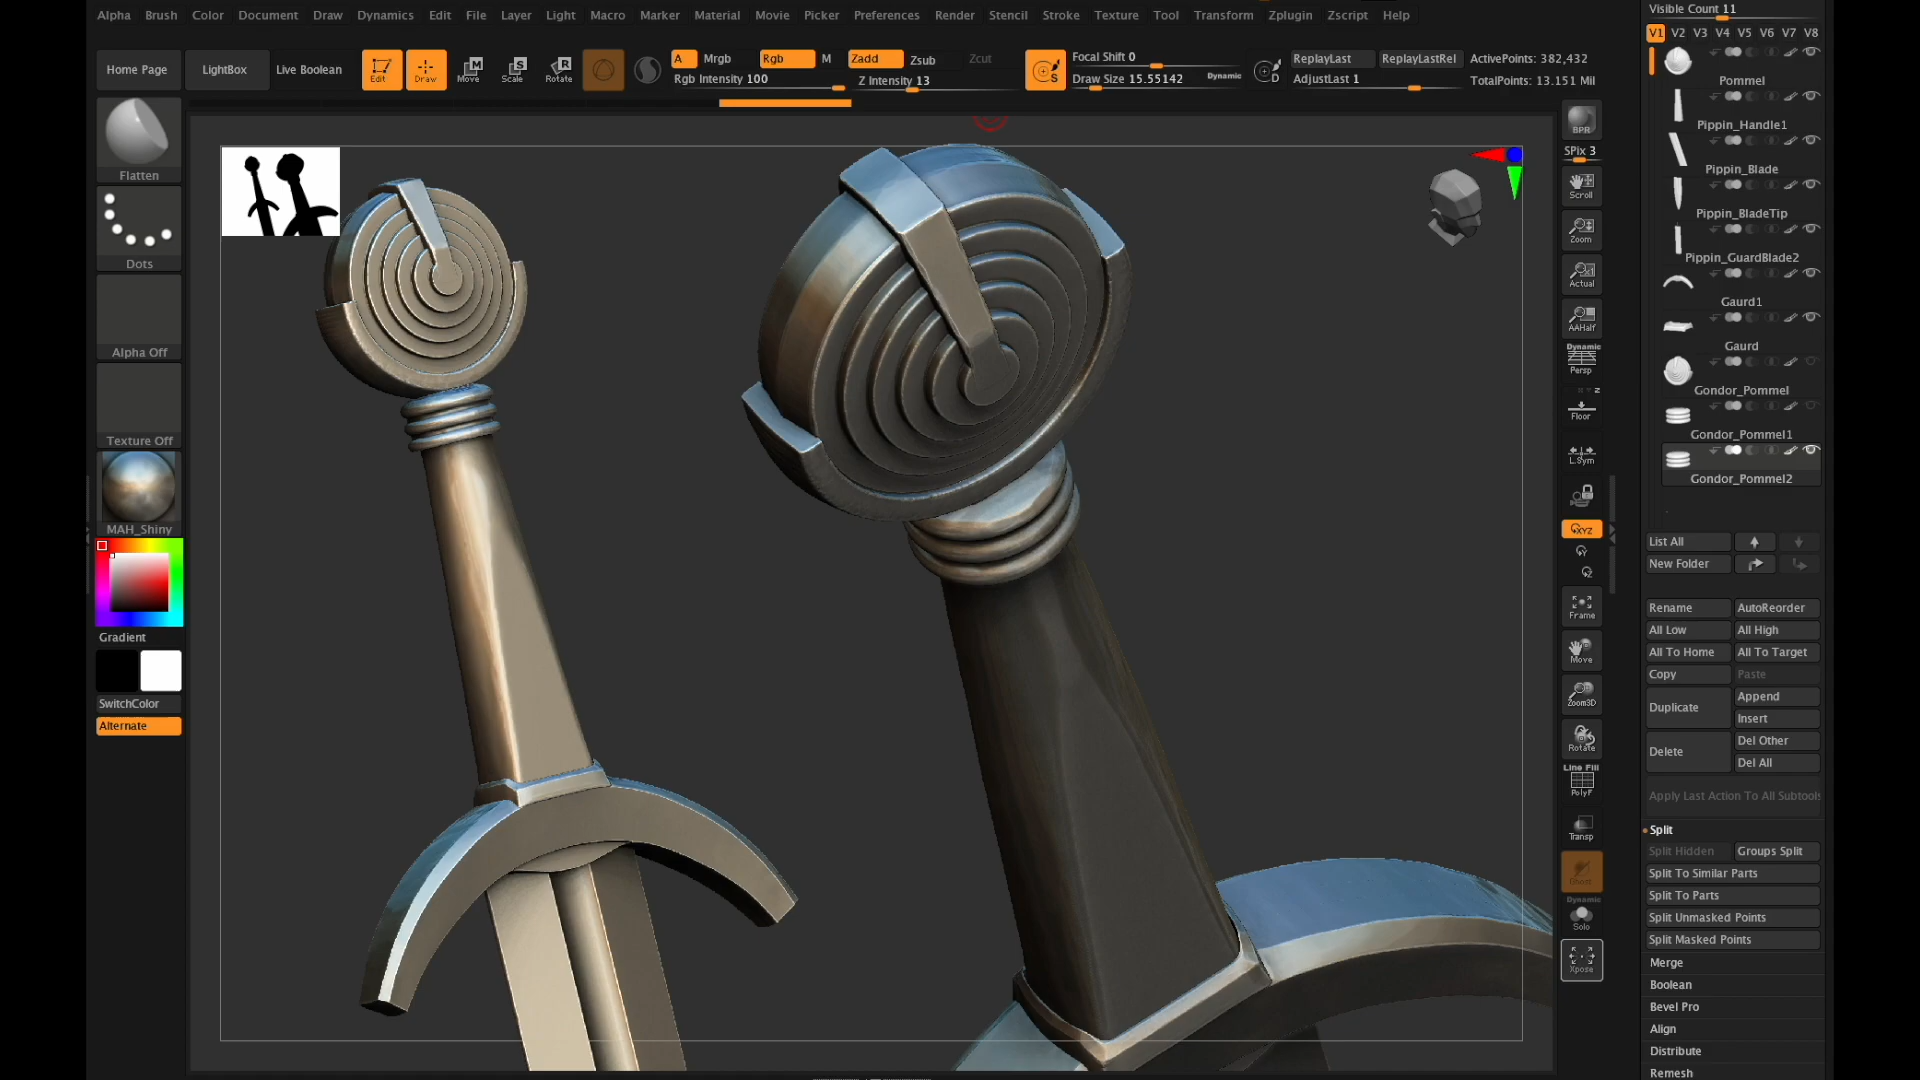 Alpha Brush Color Document Draw Dynamics Edit File Layer Light Macro Marker Material Movie Picker Preferences Render Stencil Stroke Texture Tool Transform Zplugin Zscript Help
Home Page LightBox Live Boolean Edit Draw Move Scale Rotate
A Mrgb Rgb M Zadd Zsub Zcut
Rgb Intensity 100 Z Intensity 13
Focal Shift 0
Draw Size 15.55142 Dynamic
ReplayLast ReplayLastRel ActivePoints: 382,432
AdjustLast 1 TotalPoints: 13.151 Mil
Flatten
Dots
Alpha Off
Texture Off
MAH_Shiny
Gradient
SwitchColor
Alternate
BPR
SPix 3
Scroll
Zoom
Actual
AAHalf
Dynamic
Persp
Floor
L.Sym
XYZ
Frame
Move
Zoom3D
Rotate
Line Fill
PolyF
Transp
Ghost
Dynamic
Solo
Xpose
Visible Count 11
V1 V2 V3 V4 V5 V6 V7 V8
Pommel
Pippin_Handle1
Pippin_Blade
Pippin_BladeTip
Pippin_GuardBlade2
Gaurd1
Gaurd
Gondor_Pommel
Gondor_Pommel1
Gondor_Pommel2
List All
New Folder
Rename AutoReorder
All Low All High
All To Home All To Target
Copy Paste
Duplicate Append
Insert
Delete Del Other
Del All
Apply Last Action To All Subtools
Split
Split Hidden Groups Split
Split To Similar Parts
Split To Parts
Split Unmasked Points
Split Masked Points
Merge
Boolean
Bevel Pro
Align
Distribute
Remesh